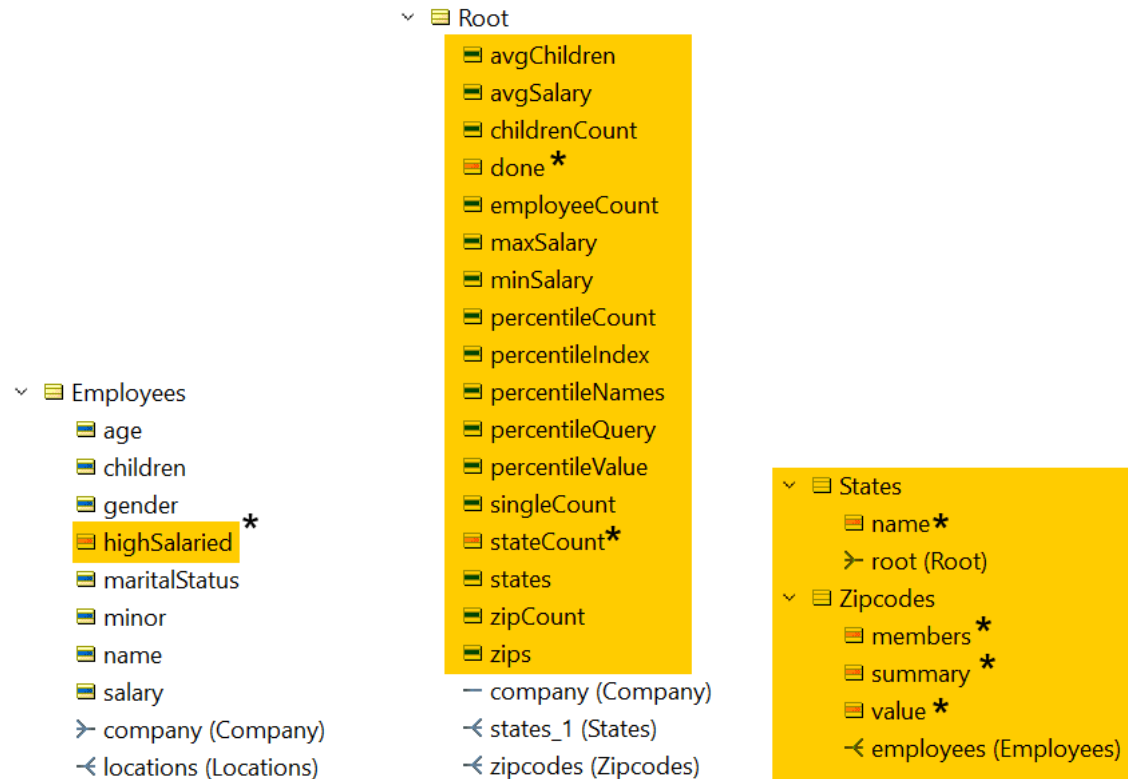 Employees
age
children
gender
highSalaried *
maritalStatus
minor
name
salary
company (Company)
locations (Locations)
Root
avgChildren
avgSalary
childrenCount
done *
employeeCount
maxSalary
minSalary
percentileCount
percentileIndex
percentileNames
percentileQuery
percentileValue
singleCount
stateCount*
states
zipCount
zips
company (Company)
states_1 (States)
zipcodes (Zipcodes)
States
name*
root (Root)
Zipcodes
members *
summary *
value *
employees (Employees)